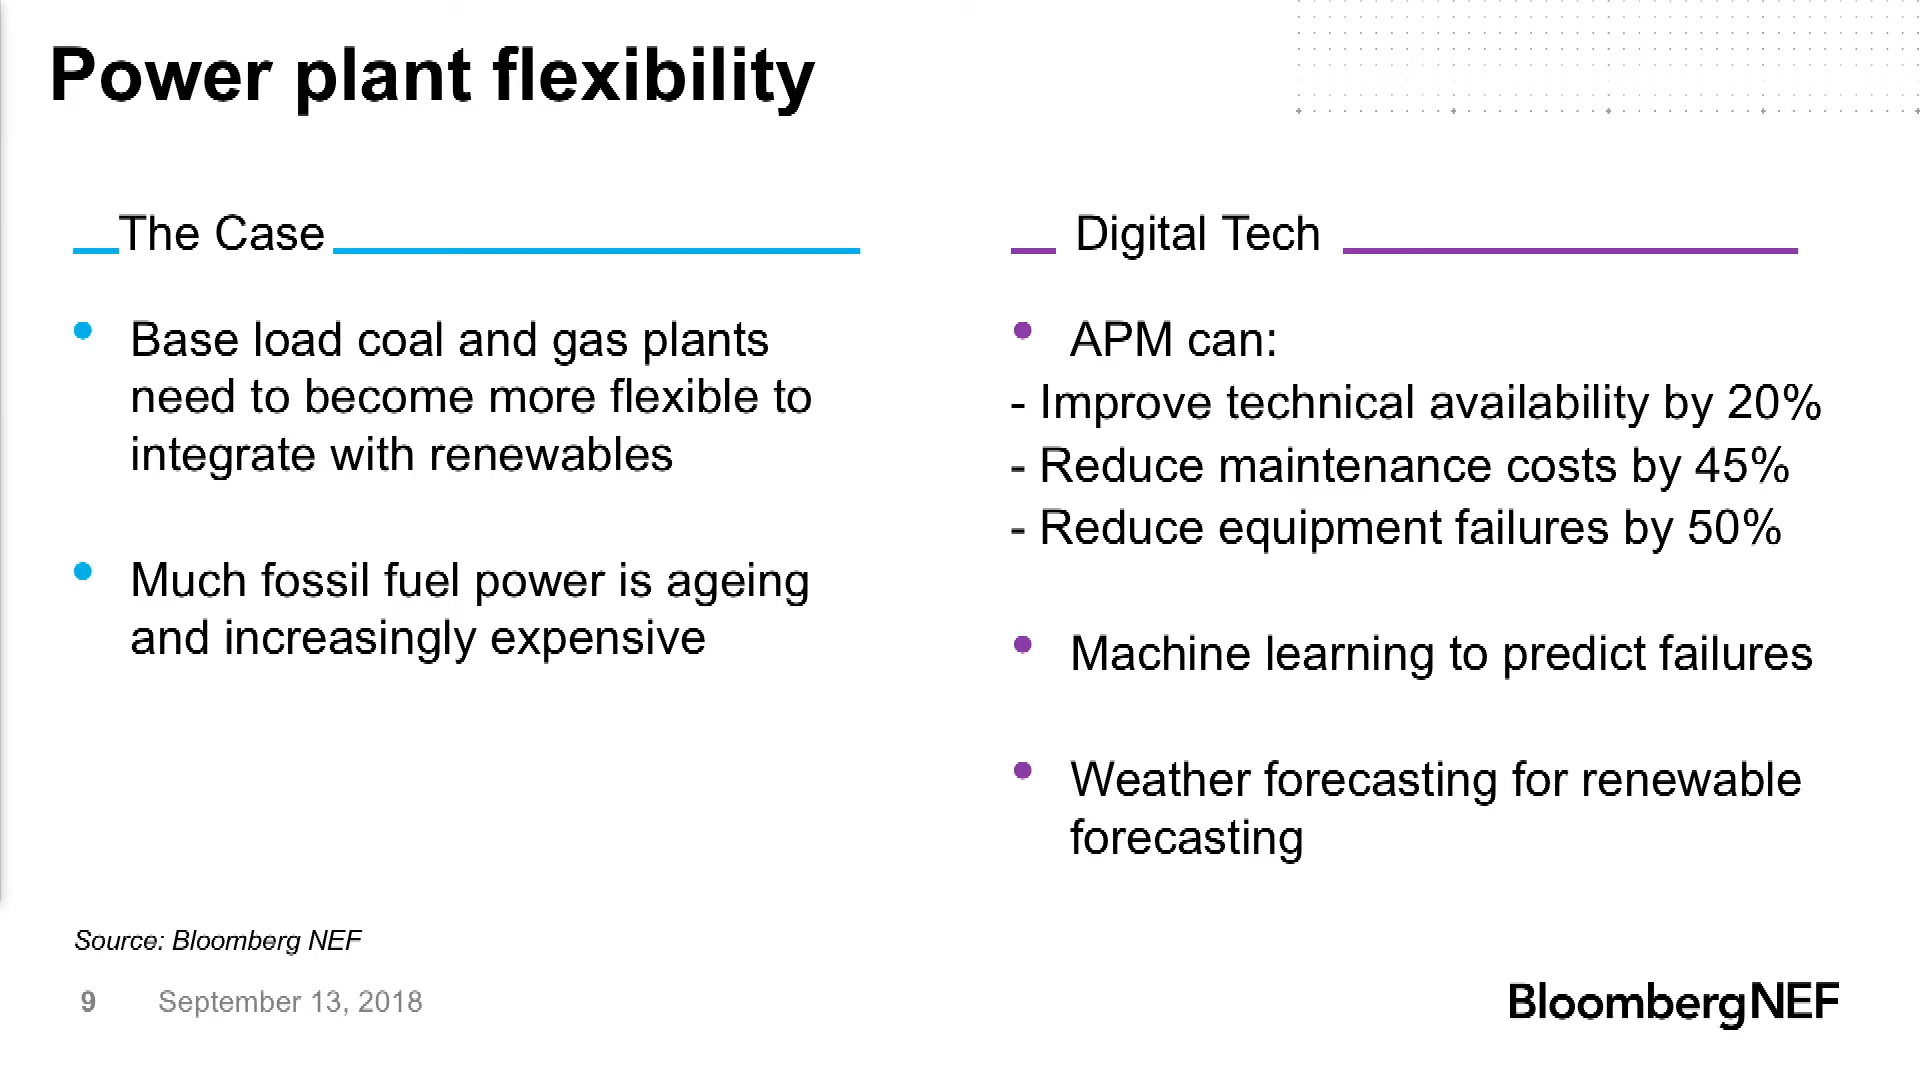 Power plant flexibility
The Case
Base load coal and gas plants
need to become more flexible to
integrate with renewables
Much fossil fuel power is ageing
and increasingly expensive
Digital Tech
APM can:
- Improve technical availability by 20%
- Reduce maintenance costs by 45%
- Reduce equipment failures by 50%
Machine learning to predict failures
Weather forecasting for renewable
forecasting
Source: Bloomberg NEF
9 September 13, 2018
BloombergNEF